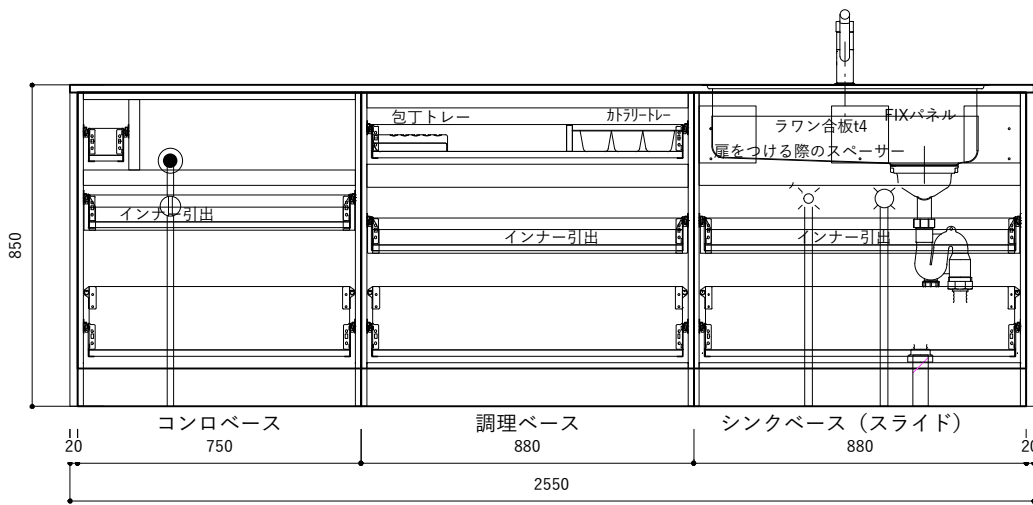 包丁トレー
カトラリートレー
ラワン合板t4
FIXパネル
扉をつける際のスペーサー
インナー引出
インナー引出
インナー引出
850
コンロベース
調理ベース
シンクベース（スライド）
20
750
880
880
20
2550